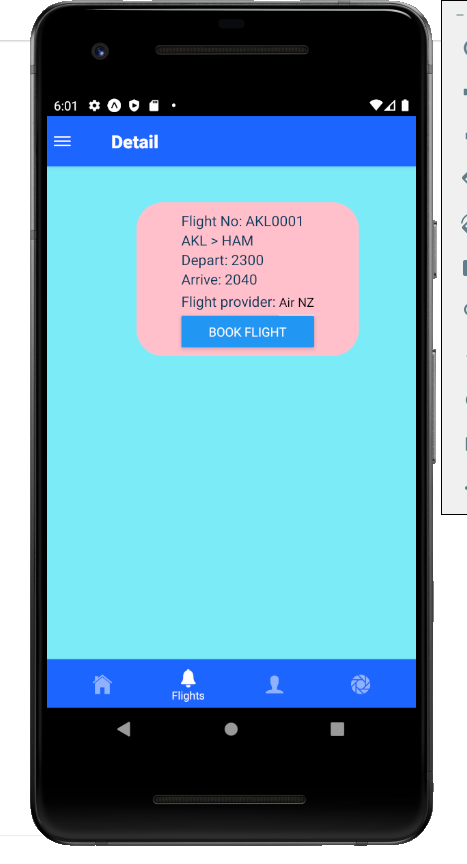 6:01
Detail
Flight No: AKL0001
AKL > HAM
Depart: 2300
Arrive: 2040
Flight provider: Air NZ
BOOK FLIGHT
Flights